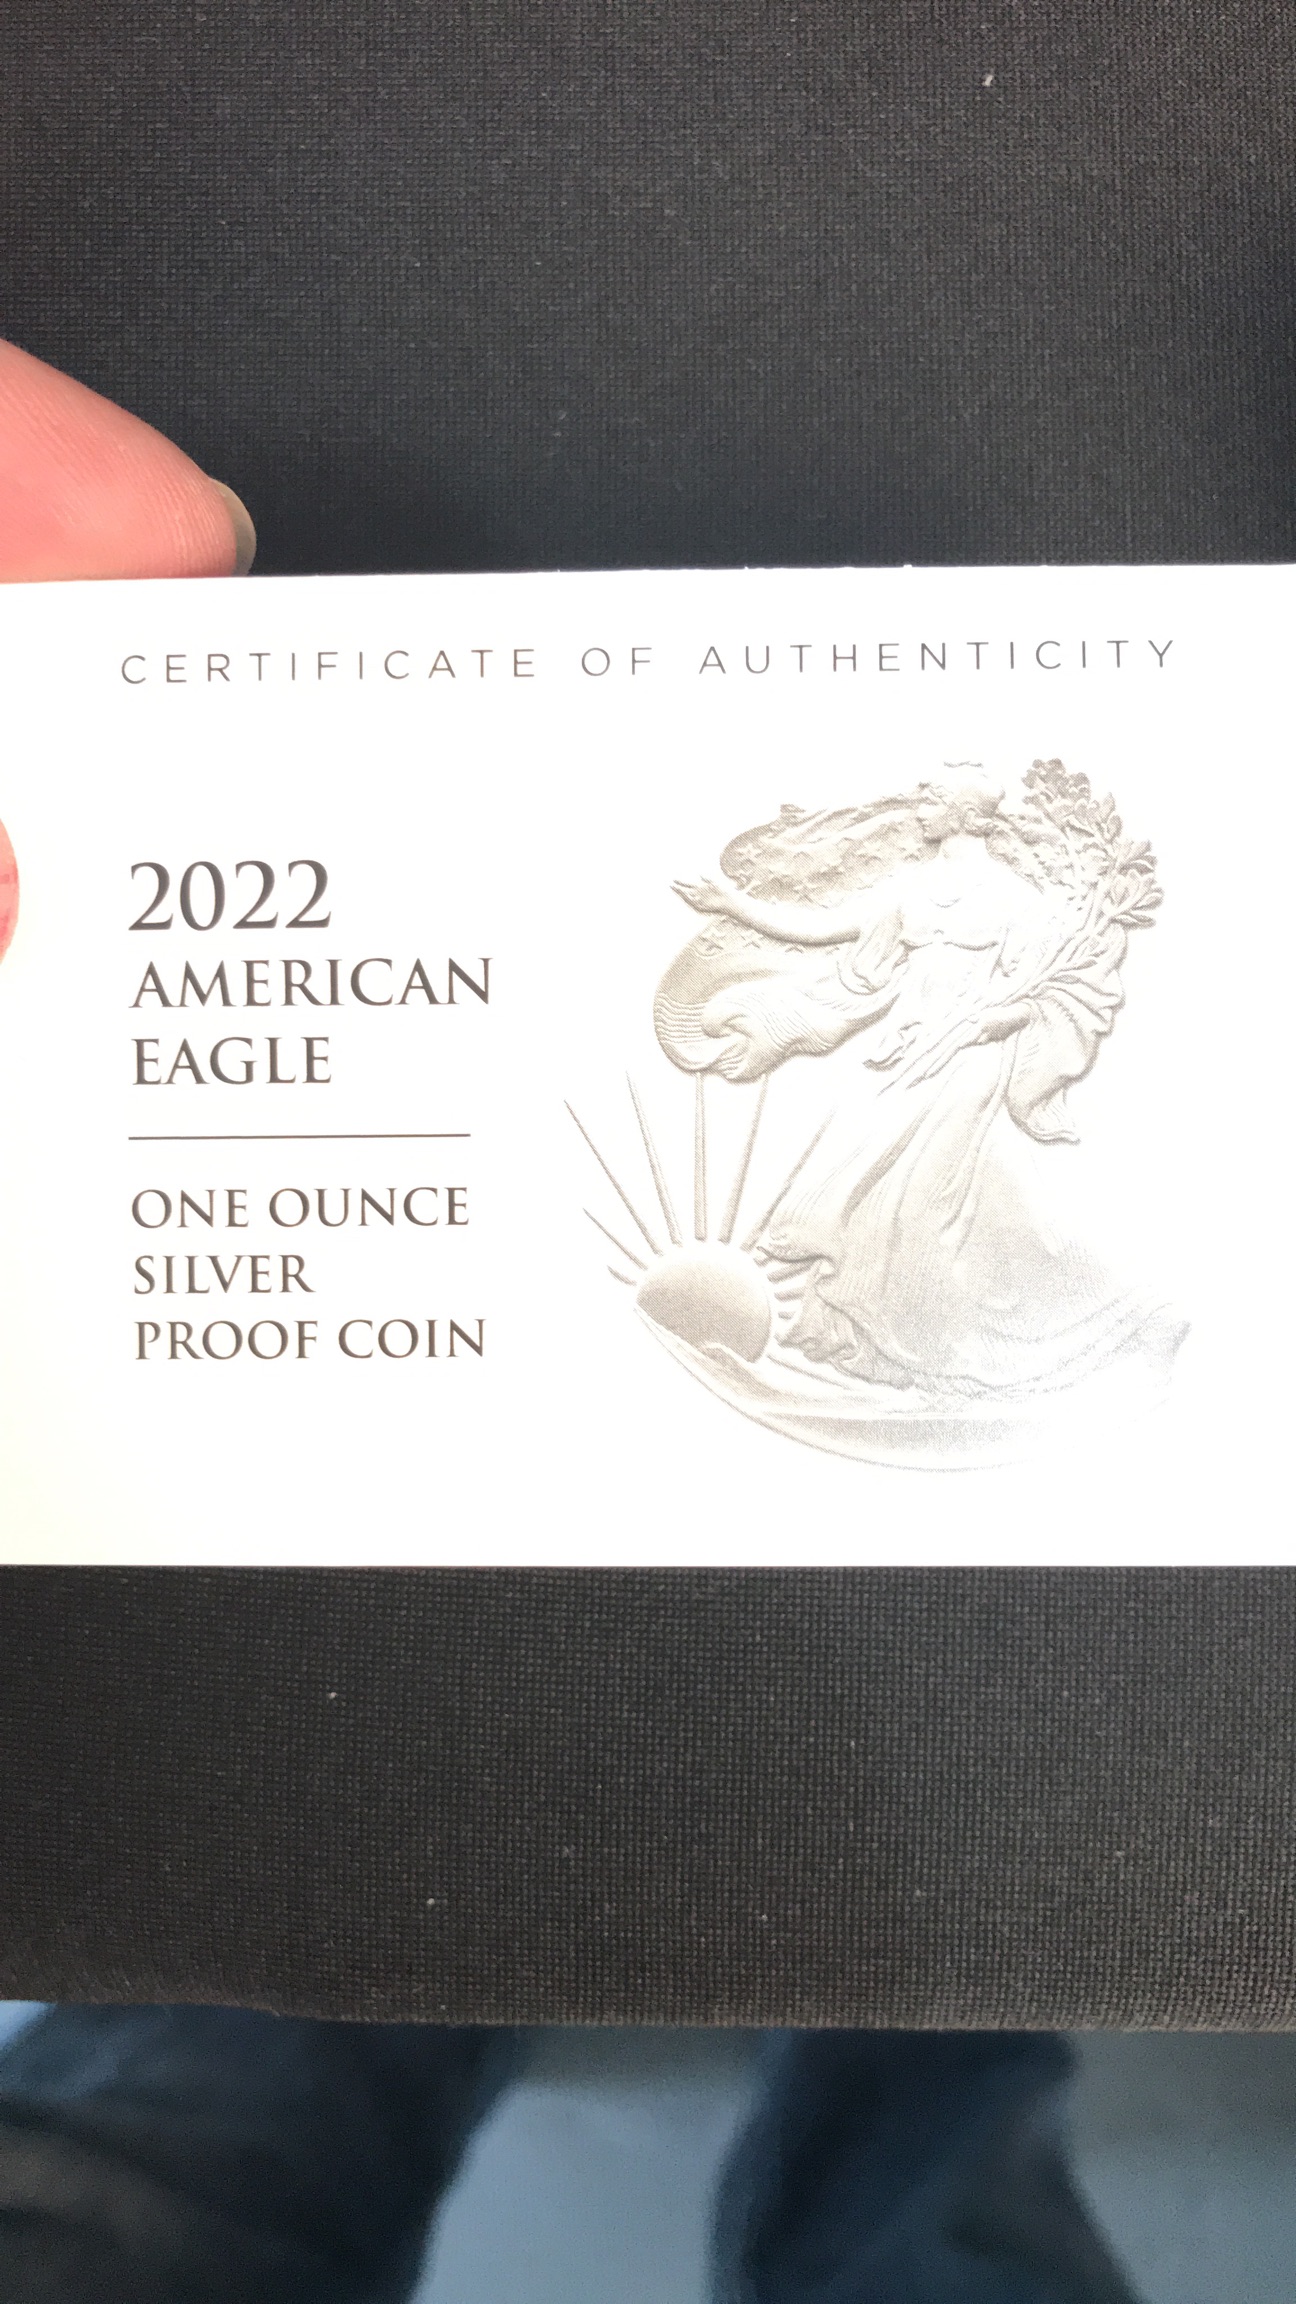 CERTIFICATE OF AUTHENTICITY
2022
AMERICAN
EAGLE
ONE OUNCE
SILVER
PROOF COIN